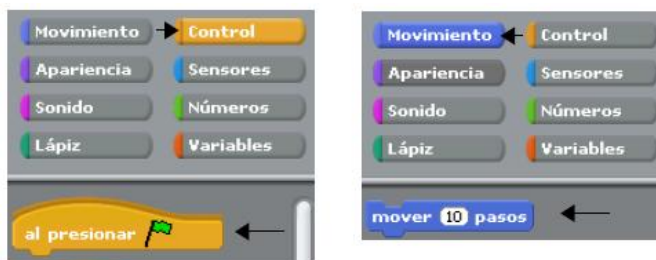 Movimiento Control
Apariencia Sensores
Sonido Números
Lápiz Variables
al presionar
Movimiento Control
Apariencia Sensores
Sonido Números
Lápiz Variables
mover 10 pasos